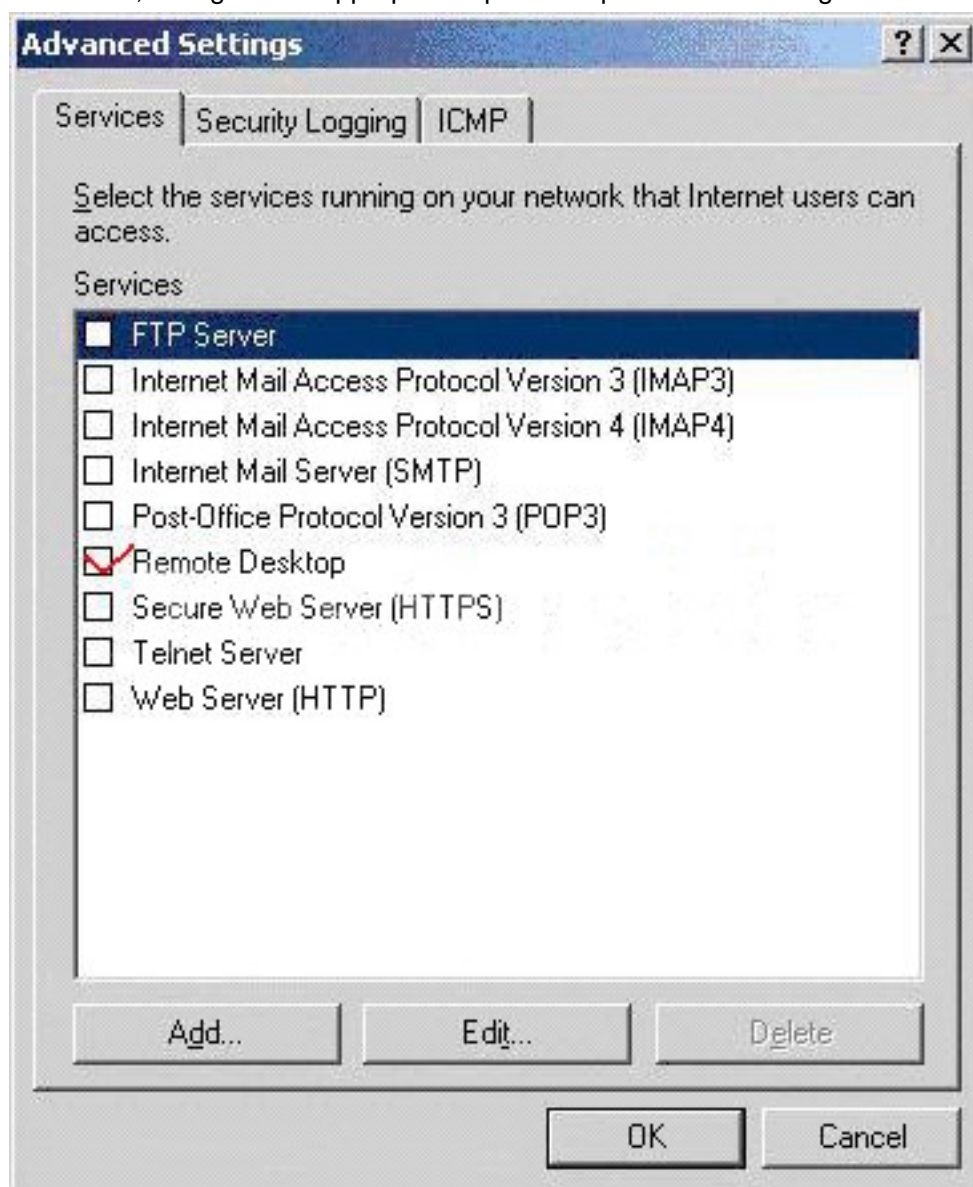 Advanced Settings
Services
Security Logging
ICMP
Select the services running on your network that Internet users can
access.
Services
FTP Server
Internet Mail Access Protocol Version 3 (IMAP3)
Internet Mail Access Protocol Version 4 (IMAP4)
Internet Mail Server (SMTP)
Post-Office Protocol Version 3 (POP3)
Remote Desktop
Secure Web Server (HTTPS)
Telnet Server
Web Server (HTTP)
Add...
Edit...
Delete
OK
Cancel